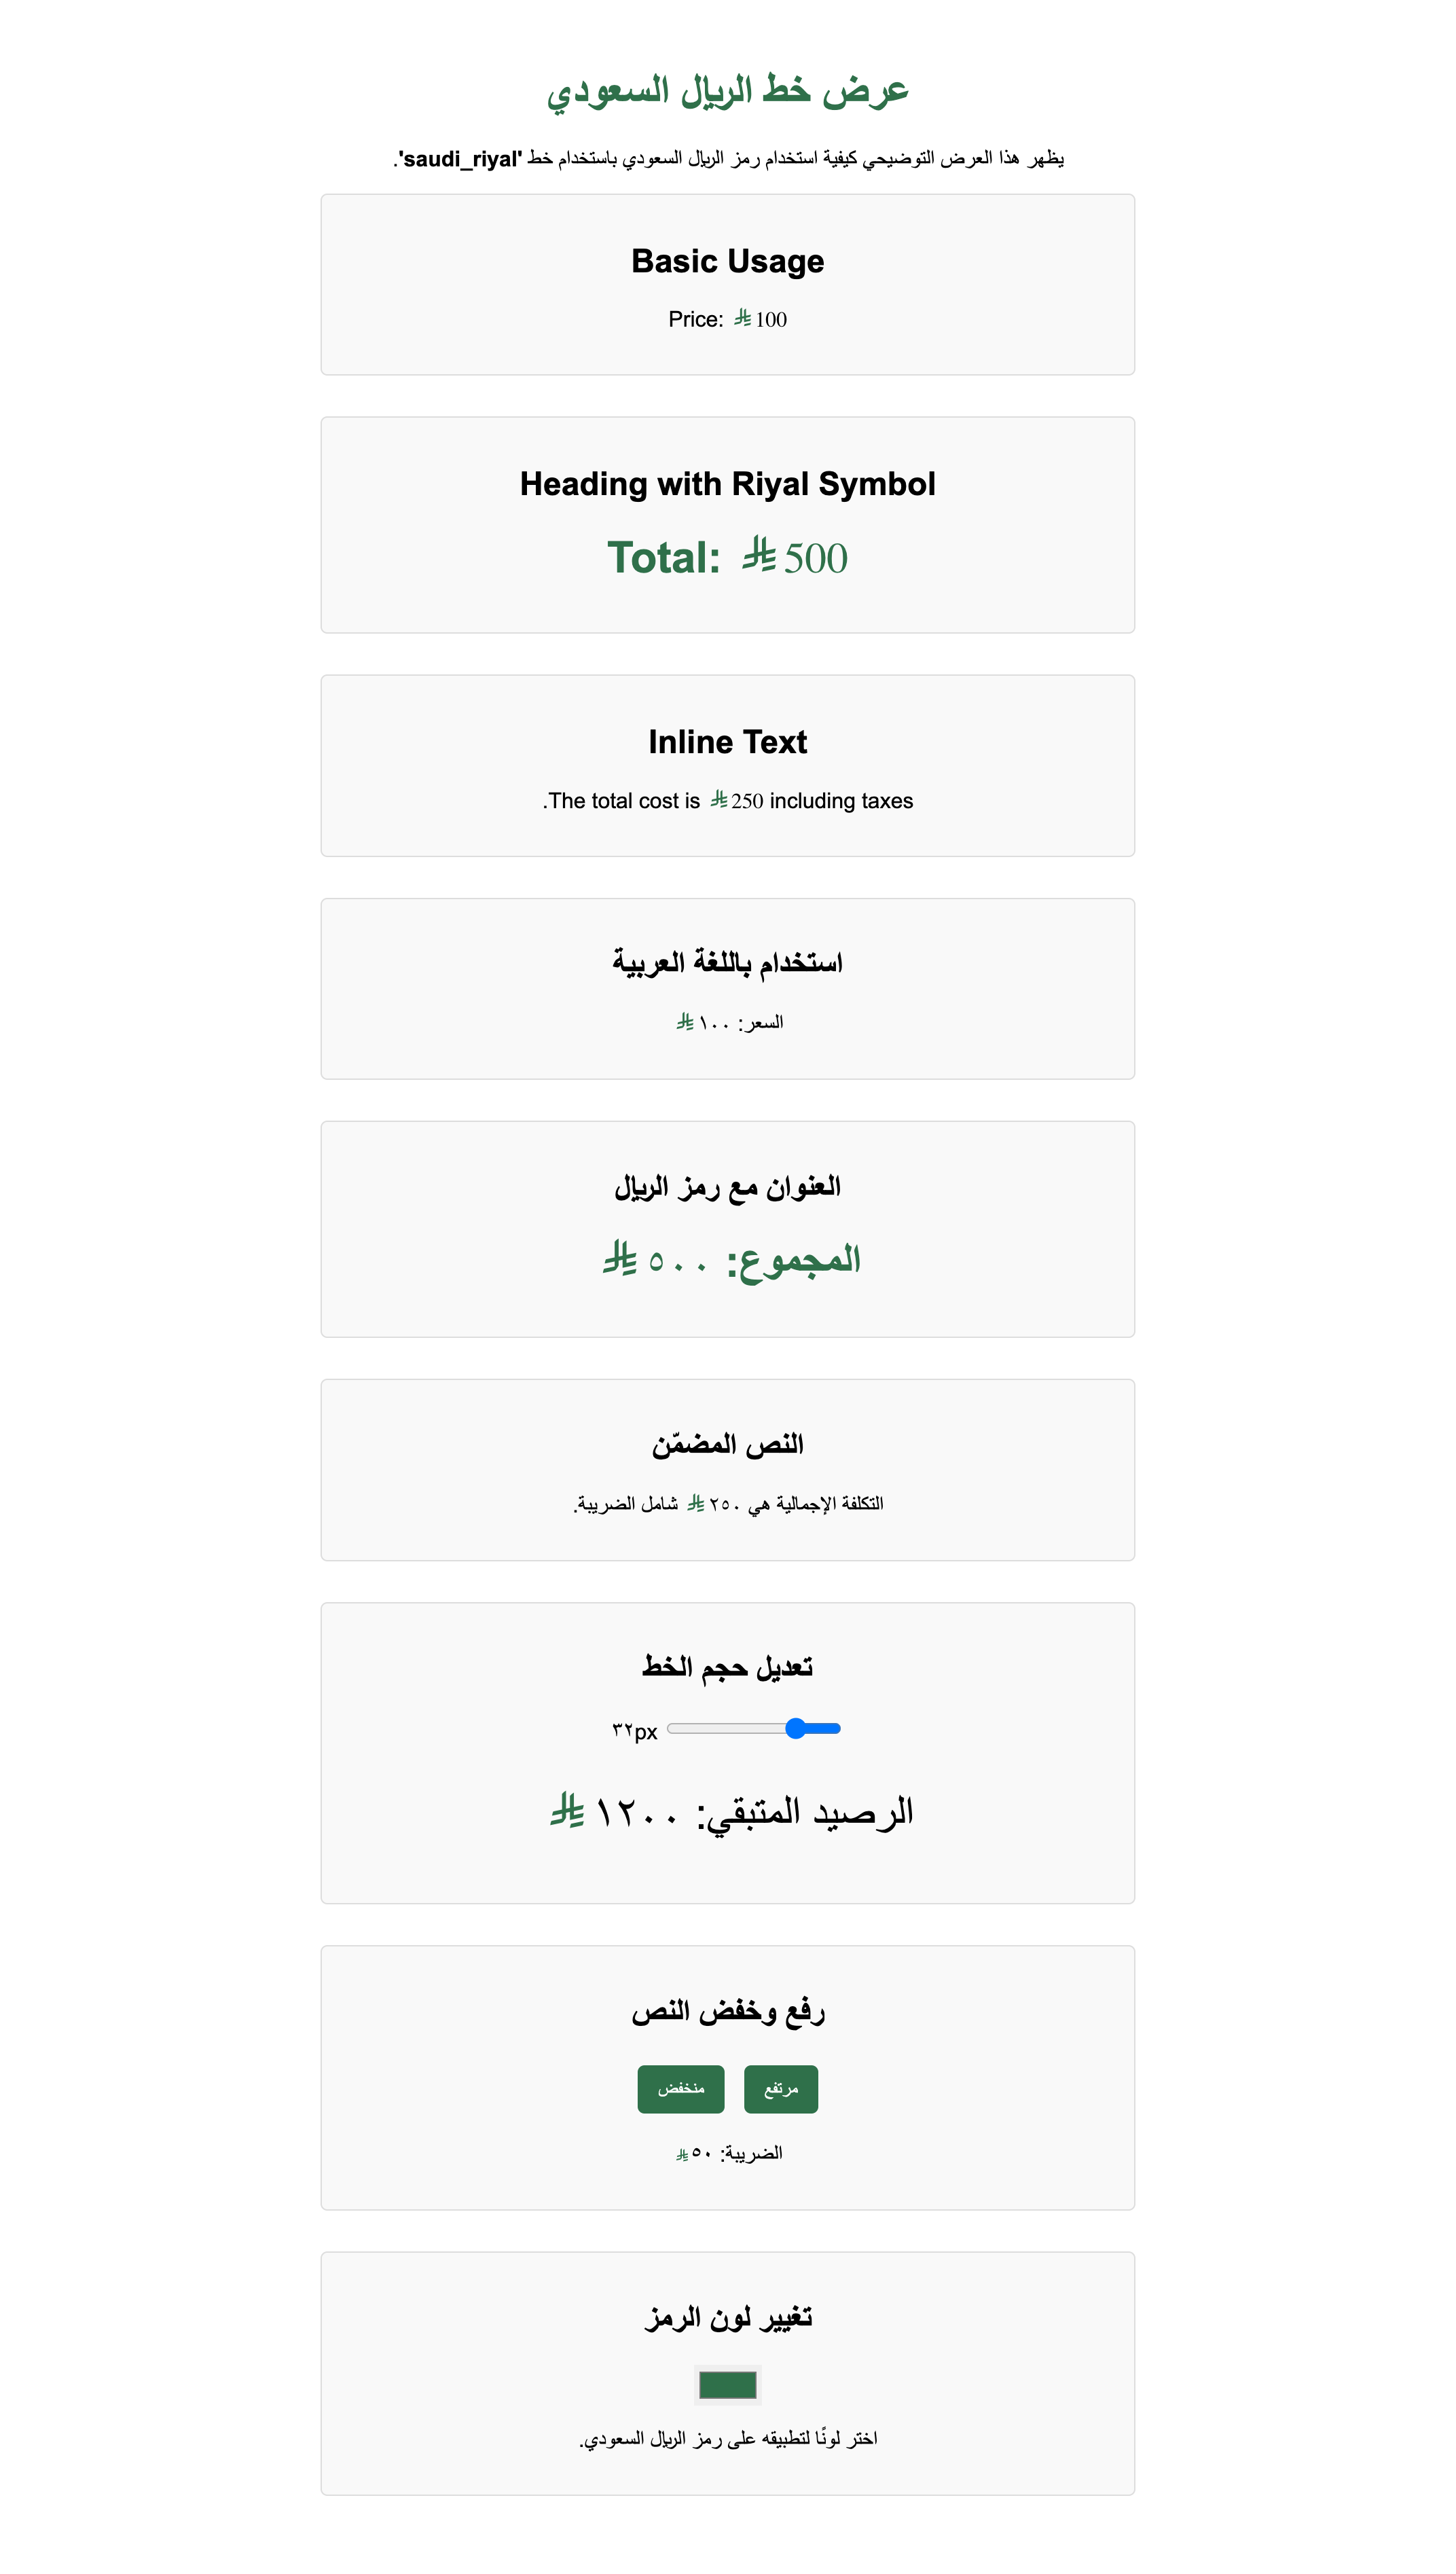 عرض خط الريال السعودي
يظهر هذا العرض التوضيحي كيفية استخدام رمز الريال السعودي باستخدام خط 'saudi_riyal'.
Basic Usage
Price: ⃁ 100
Heading with Riyal Symbol
Total: ⃁ 500
Inline Text
The total cost is ⃁ 250 including taxes.
استخدام باللغة العربية
السعر: ١٠٠ ⃁
العنوان مع رمز الريال
المجموع: ٥٠٠ ⃁
النص المضمّن
التكلفة الإجمالية هي ٢٥٠ ⃁ شامل الضريبة.
تعديل حجم الخط
٣٢px
الرصيد المتبقي: ١٢٠٠ ⃁
رفع وخفض النص
مرتفع منخفض
الضريبة: ٥٠ ⃁
تغيير لون الرمز
اختر لونًا لتطبيقه على رمز الريال السعودي.